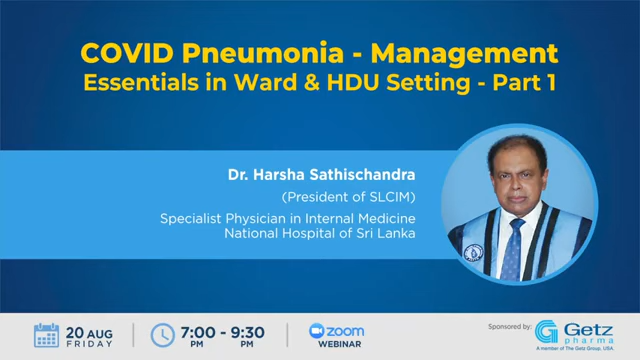 COVID Pneumonia - Management
Essentials in Ward & HDU Setting - Part 1
Dr. Harsha Sathischandra
(President of SLCIM)
Specialist Physician in Internal Medicine
National Hospital of Sri Lanka
20 AUG
FRIDAY
7:00 - 9:30
PM PM
zoom
WEBINAR
Sponsored by:
Getz
pharma
A member of The Getz Group, USA